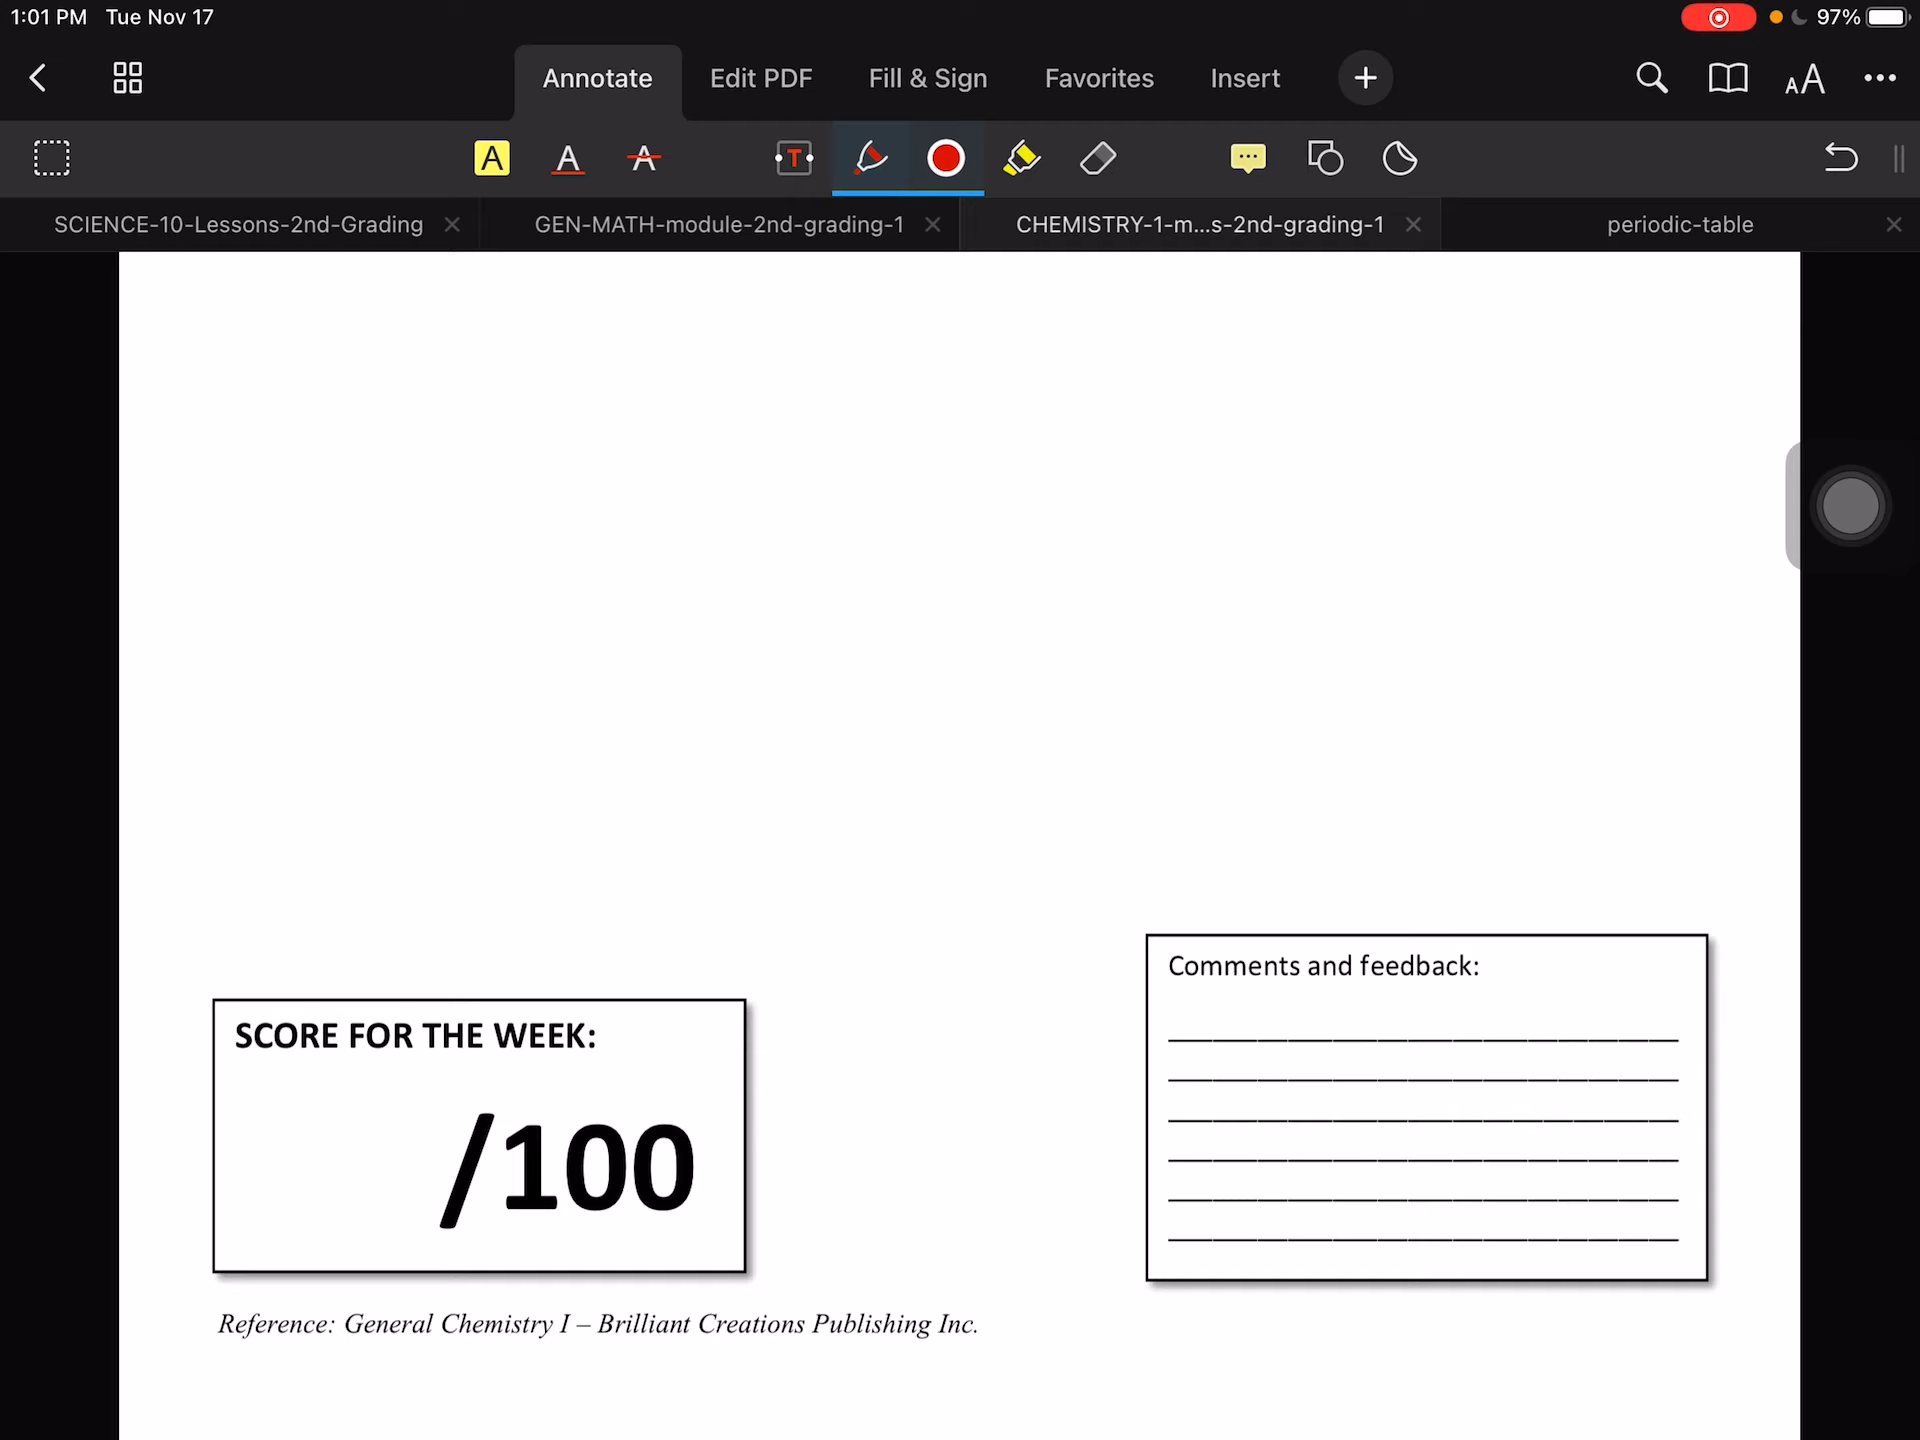 1:01 PM Tue Nov 17
97%
Annotate Edit PDF Fill & Sign Favorites Insert
AA
A A A T
SCIENCE-10-Lessons-2nd-Grading GEN-MATH-module-2nd-grading-1 CHEMISTRY-1-m...s-2nd-grading-1 periodic-table
Comments and feedback:
SCORE FOR THE WEEK:
/100
Reference: General Chemistry I – Brilliant Creations Publishing Inc.